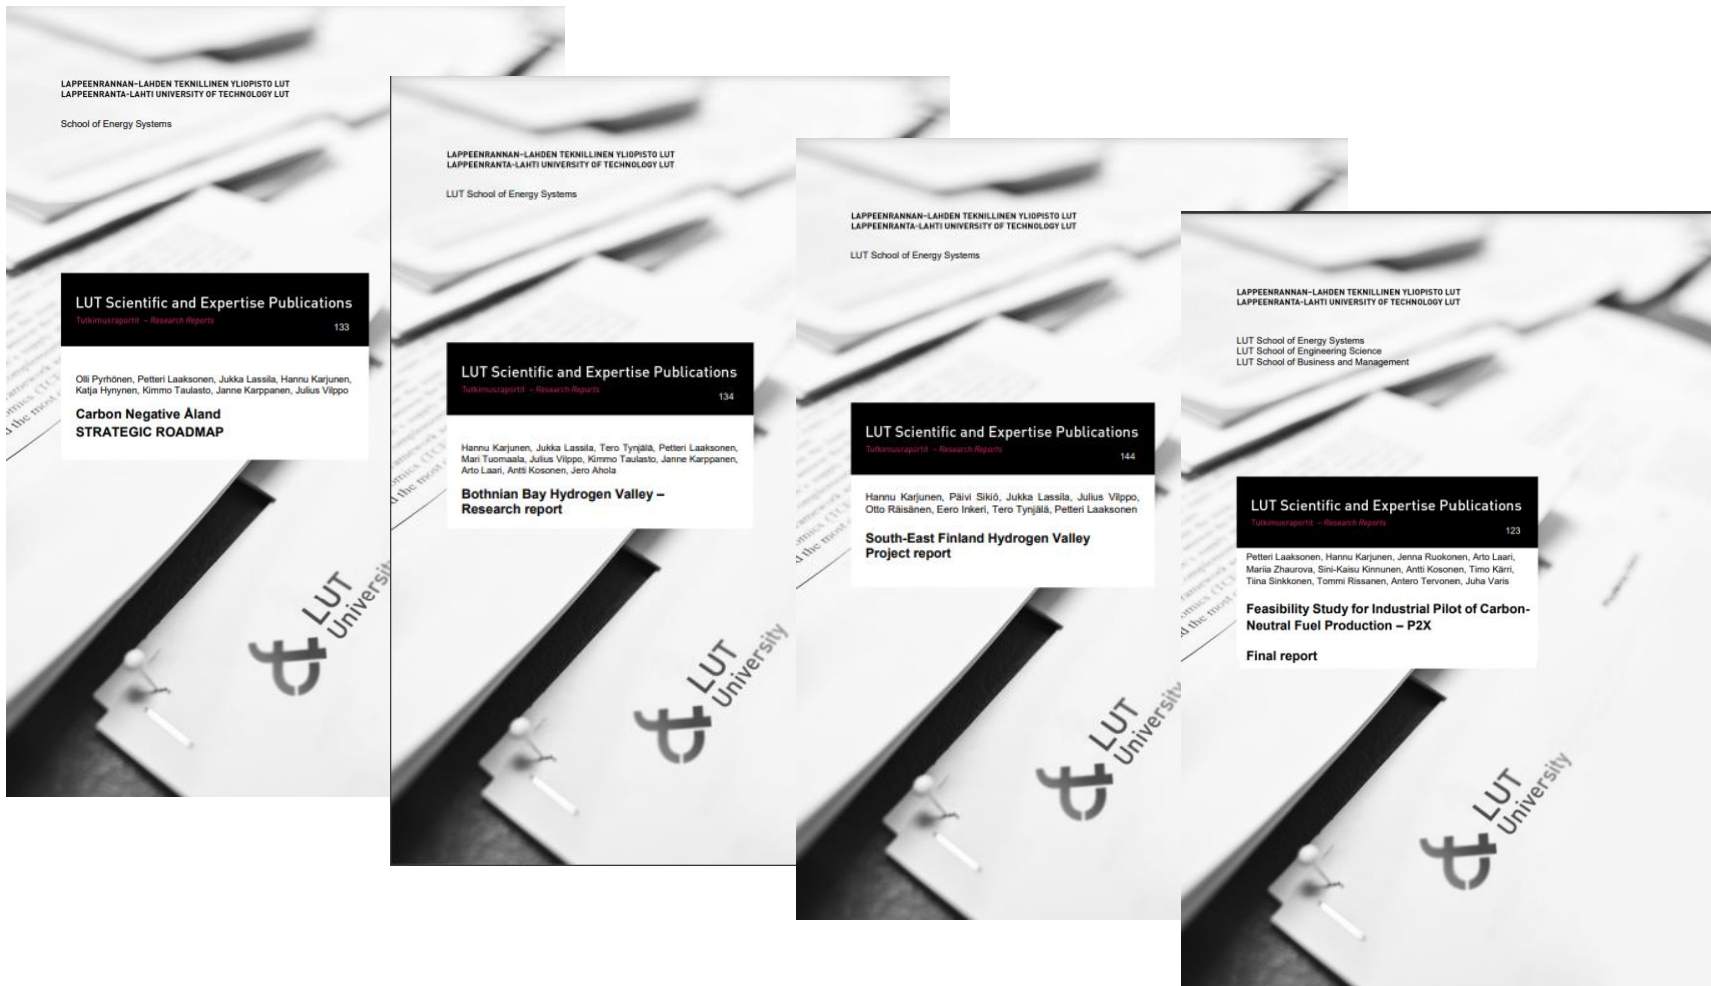 LAPPEENRANNAN–LAHDEN TEKNILLINEN YLIOPISTO LUT
LAPPEENRANTA-LAHTI UNIVERSITY OF TECHNOLOGY LUT
School of Energy Systems
LUT Scientific and Expertise Publications
Tutkimusraportit – Research Reports
133
Olli Pyrhönen, Petteri Laaksonen, Jukka Lassila, Hannu Karjunen,
Katja Hynynen, Kimmo Taulasto, Janne Karppanen, Julius Vilppo
Carbon Negative Åland
STRATEGIC ROADMAP
LUT
University
LAPPEENRANNAN–LAHDEN TEKNILLINEN YLIOPISTO LUT
LAPPEENRANTA-LAHTI UNIVERSITY OF TECHNOLOGY LUT
LUT School of Energy Systems
LUT Scientific and Expertise Publications
Tutkimusraportit – Research Reports
134
Hannu Karjunen, Jukka Lassila, Tero Tynjälä, Petteri Laaksonen,
Mari Tuomaala, Julius Vilppo, Kimmo Taulasto, Janne Karppanen,
Arto Laari, Antti Kosonen, Jero Ahola
Bothnian Bay Hydrogen Valley –
Research report
LUT
University
LAPPEENRANNAN–LAHDEN TEKNILLINEN YLIOPISTO LUT
LAPPEENRANTA-LAHTI UNIVERSITY OF TECHNOLOGY LUT
LUT School of Energy Systems
LUT Scientific and Expertise Publications
Tutkimusraportit – Research Reports
144
Hannu Karjunen, Päivi Sikiö, Jukka Lassila, Julius Vilppo,
Otto Räisänen, Eero Inkeri, Tero Tynjälä, Petteri Laaksonen
South-East Finland Hydrogen Valley
Project report
LUT
University
LAPPEENRANNAN–LAHDEN TEKNILLINEN YLIOPISTO LUT
LAPPEENRANTA-LAHTI UNIVERSITY OF TECHNOLOGY LUT
LUT School of Energy Systems
LUT School of Engineering Science
LUT School of Business and Management
LUT Scientific and Expertise Publications
Tutkimusraportit – Research Reports
123
Petteri Laaksonen, Hannu Karjunen, Jenna Ruokonen, Arto Laari,
Mariia Zhaurova, Sini-Kaisu Kinnunen, Antti Kosonen, Timo Kärri,
Tiina Sinkkonen, Tommi Rissanen, Antero Tervonen, Juha Varis
Feasibility Study for Industrial Pilot of Carbon-
Neutral Fuel Production – P2X
Final report
LUT
University